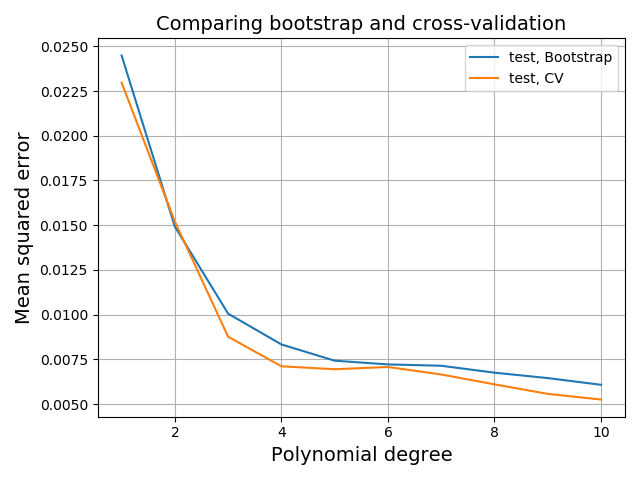 Comparing bootstrap and cross-validation
test, Bootstrap
test, CV
Mean squared error
0.0250
0.0225
0.0200
0.0175
0.0150
0.0125
0.0100
0.0075
0.0050
2 4 6 8 10
Polynomial degree